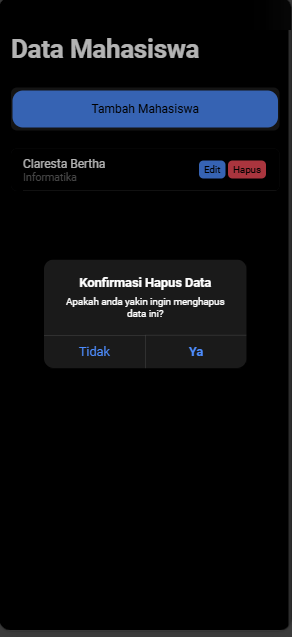 Data Mahasiswa
Tambah Mahasiswa
Claresta Bertha
Informatika
Edit
Hapus
Konfirmasi Hapus Data
Apakah anda yakin ingin menghapus
data ini?
Tidak
Ya